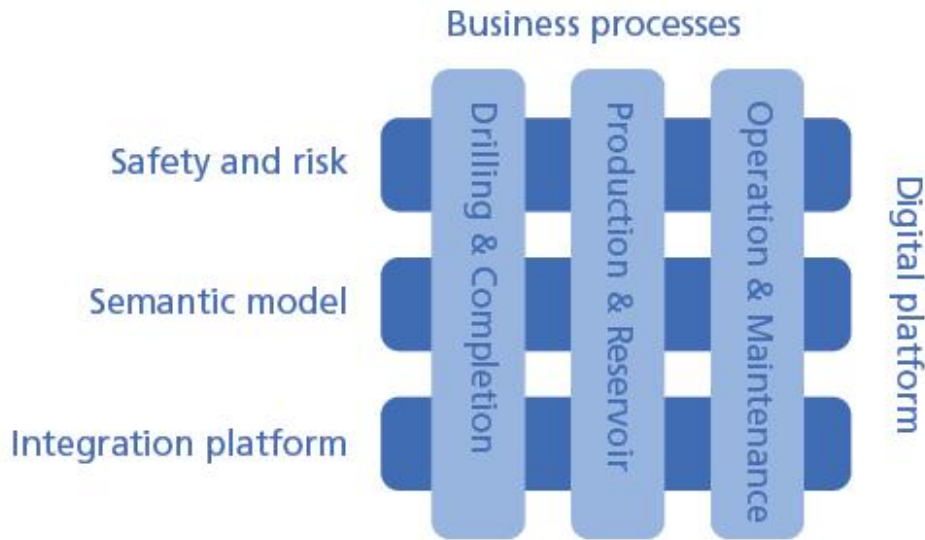 Business processes
Safety and risk
Semantic model
Integration platform
Drilling & Completion
Production & Reservoir
Operation & Maintenance
Digital platform